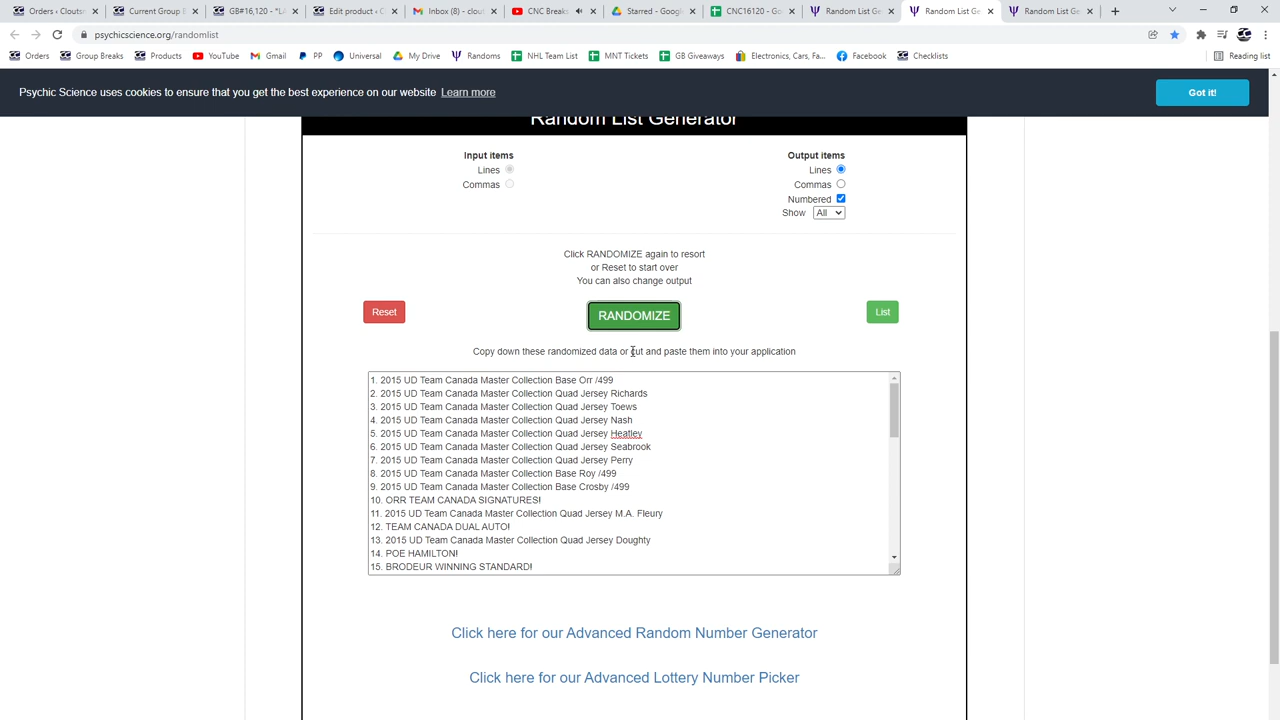 Orders ‹ Cloutsn
Current Group
GB#16,120 - *Li
Edit product ‹ C
Inbox (8) - clout
CNC Breaks
Starred - Googl
CNC16120 - Go
Random List Ge
Random List Ge
Random List Ge
psychicscience.org/randomlist
Orders
Group Breaks
Products
YouTube
Gmail
PP
Universal
My Drive
Randoms
NHL Team List
MNT Tickets
GB Giveaways
Electronics, Cars, Fa...
Facebook
Checklists
Reading list
Psychic Science uses cookies to ensure that you get the best experience on our website Learn more
Got it!
Random List Generator
Input items
Lines
Commas
Output items
Lines
Commas
Numbered
Show All
Click RANDOMIZE again to resort
or Reset to start over
You can also change output
Reset
RANDOMIZE
List
Copy down these randomized data or cut and paste them into your application
1. 2015 UD Team Canada Master Collection Base Orr /499
2. 2015 UD Team Canada Master Collection Quad Jersey Richards
3. 2015 UD Team Canada Master Collection Quad Jersey Toews
4. 2015 UD Team Canada Master Collection Quad Jersey Nash
5. 2015 UD Team Canada Master Collection Quad Jersey Heatley
6. 2015 UD Team Canada Master Collection Quad Jersey Seabrook
7. 2015 UD Team Canada Master Collection Quad Jersey Perry
8. 2015 UD Team Canada Master Collection Base Roy /499
9. 2015 UD Team Canada Master Collection Base Crosby /499
10. ORR TEAM CANADA SIGNATURES!
11. 2015 UD Team Canada Master Collection Quad Jersey M.A. Fleury
12. TEAM CANADA DUAL AUTO!
13. 2015 UD Team Canada Master Collection Quad Jersey Doughty
14. POE HAMILTON!
15. BRODEUR WINNING STANDARD!
Click here for our Advanced Random Number Generator
Click here for our Advanced Lottery Number Picker